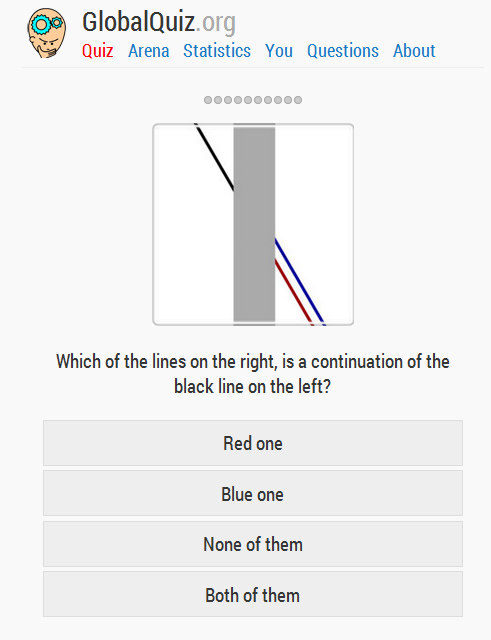 GlobalQuiz.org
Quiz Arena Statistics You Questions About
Which of the lines on the right, is a continuation of the
black line on the left?
Red one
Blue one
None of them
Both of them